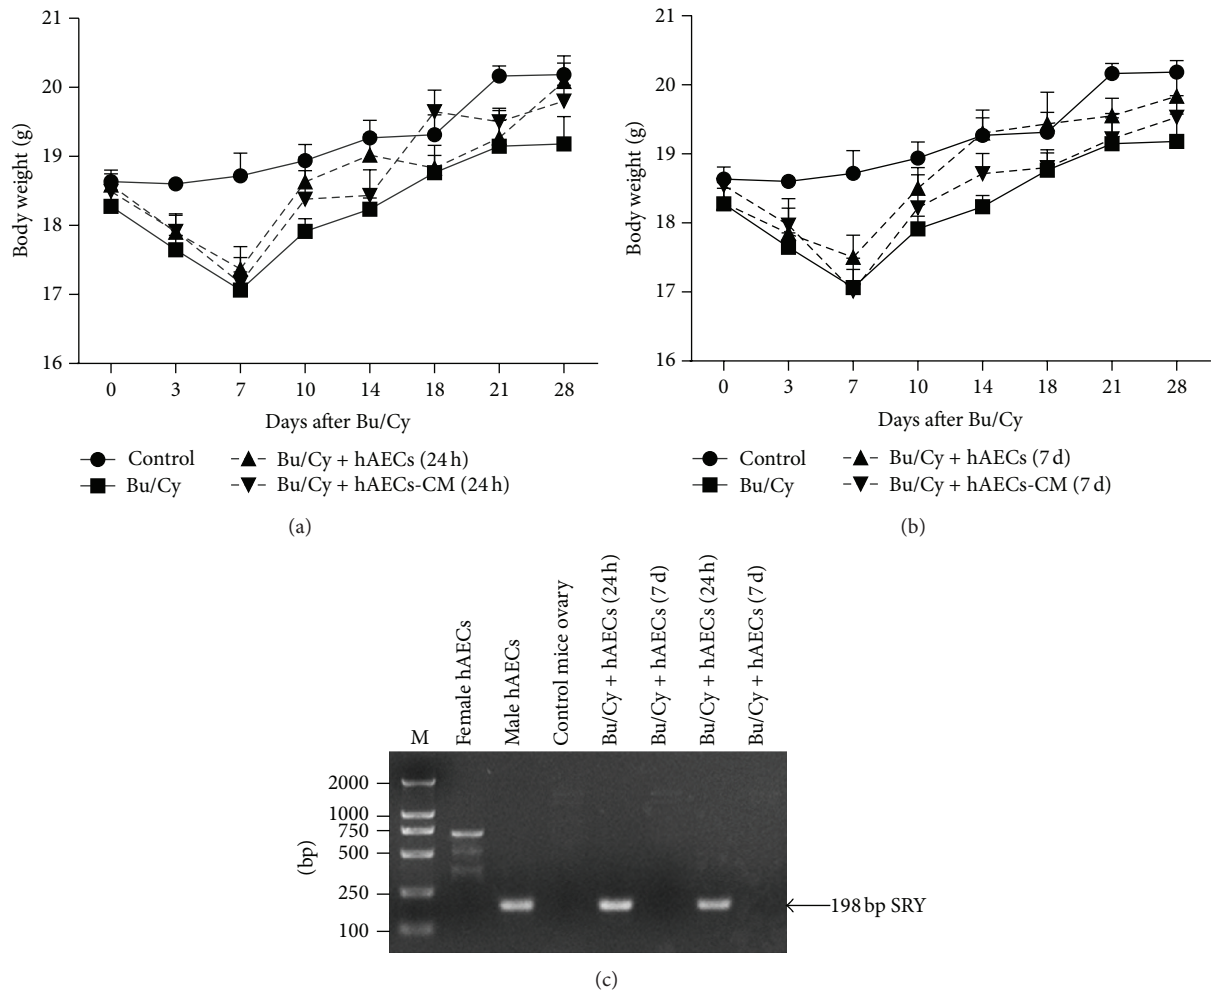 21
20
19
18
17
16
Body weight (g)
0 3 7 10 14 18 21 28
Days after Bu/Cy
Control
Bu/Cy
Bu/Cy + hAECs (24 h)
Bu/Cy + hAECs-CM (24 h)
(a)
21
20
19
18
17
16
Body weight (g)
0 3 7 10 14 18 21 28
Days after Bu/Cy
Control
Bu/Cy
Bu/Cy + hAECs (7 d)
Bu/Cy + hAECs-CM (7 d)
(b)
M
Female hAECs
Male hAECs
Control mice ovary
Bu/Cy + hAECs (24 h)
Bu/Cy + hAECs (7 d)
Bu/Cy + hAECs (24 h)
Bu/Cy + hAECs (7 d)
2000
1000
750
500
250
100
(bp)
198 bp SRY
(c)